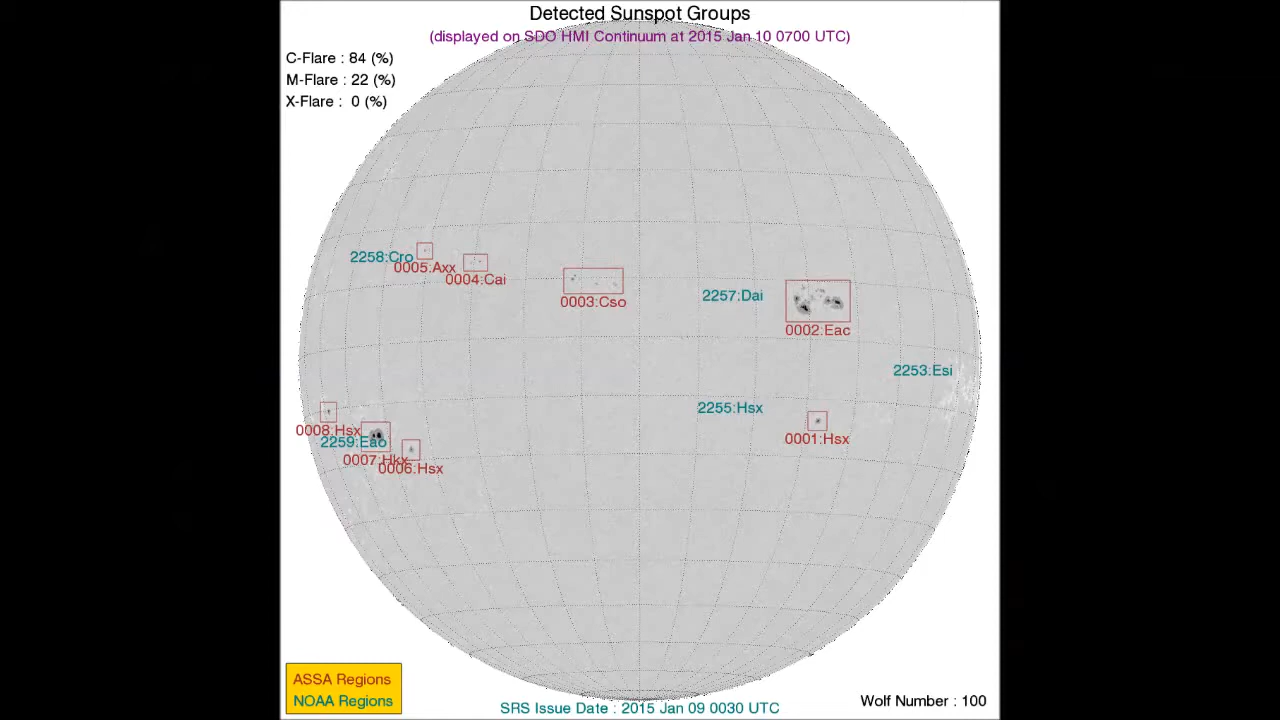 Detected Sunspot Groups
(displayed on SDO HMI Continuum at 2015 Jan 10 0700 UTC)
C-Flare : 84 (%)
M-Flare : 22 (%)
X-Flare : 0 (%)
2258:Cro
0005:Axx
0004:Cai
0003:Cso
2257:Dai
0002:Eac
2253:Esi
2255:Hsx
0001:Hsx
0008:Hsx
2259:Eao
0007:Hkx
0006:Hsx
ASSA Regions
NOAA Regions
SRS Issue Date : 2015 Jan 09 0030 UTC
Wolf Number : 100